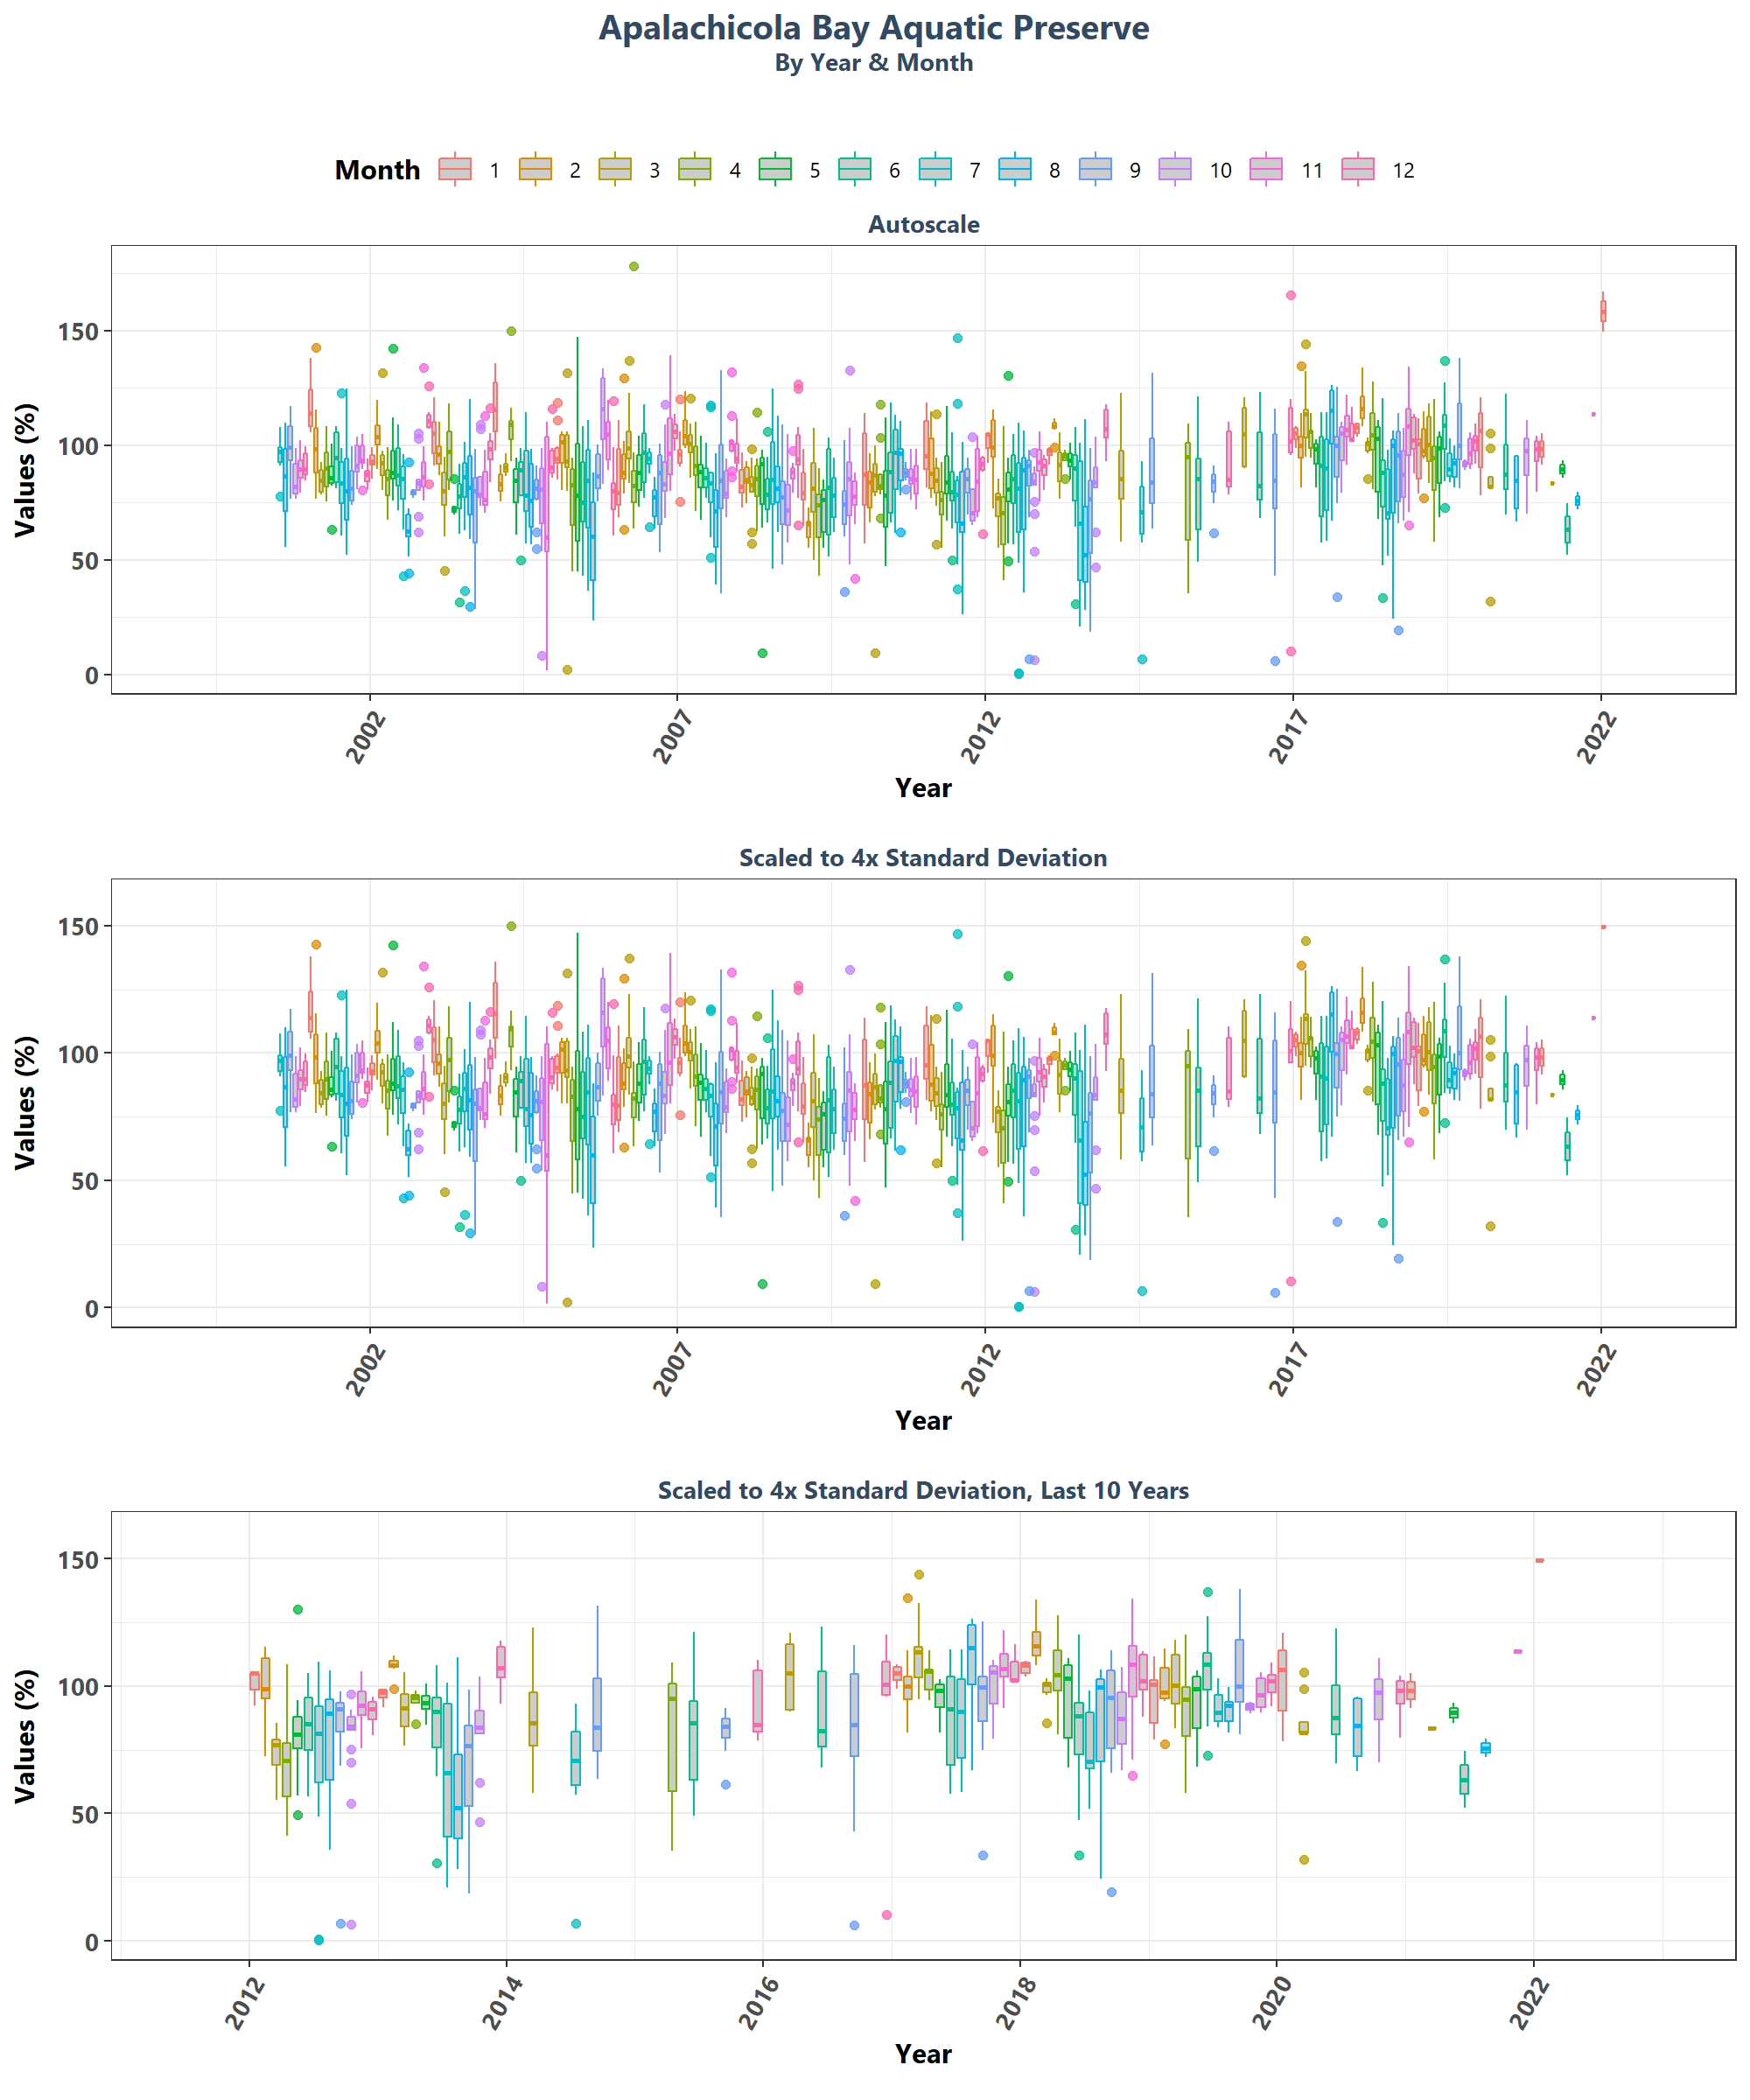 Apalachicola Bay Aquatic Preserve
By Year & Month
Month 1 2 3 4 5 6 7 8 9 10 11 12
Autoscale
Values (%)
150
100
50
0
2002 2007 2012 2017 2022
Year
Scaled to 4x Standard Deviation
Values (%)
150
100
50
0
2002 2007 2012 2017 2022
Year
Scaled to 4x Standard Deviation, Last 10 Years
Values (%)
150
100
50
0
2012 2014 2016 2018 2020 2022
Year